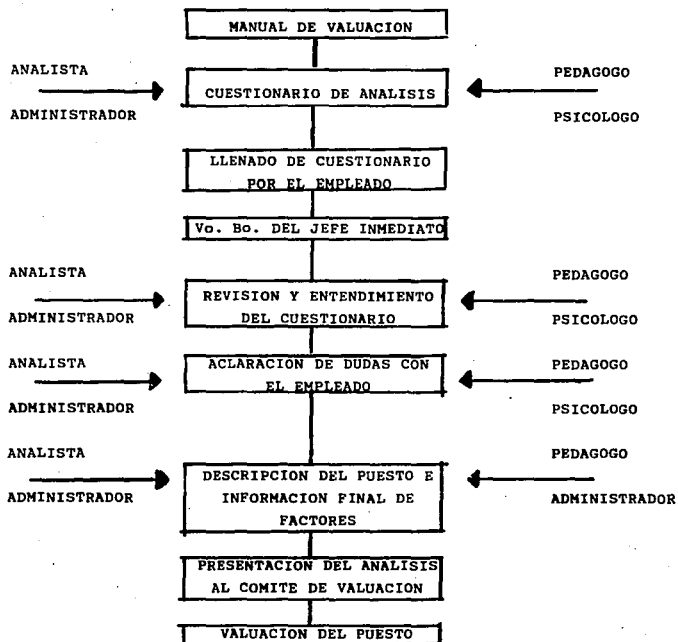 MANUAL DE VALUACION
ANALISTA
PEDAGOGO
CUESTIONARIO DE ANALISIS
ADMINISTRADOR
PSICOLOGO
LLENADO DE CUESTIONARIO
POR EL EMPLEADO
Vo. Bo. DEL JEFE INMEDIATO
ANALISTA
PEDAGOGO
REVISION Y ENTENDIMIENTO
ADMINISTRADOR
PSICOLOGO
DEL CUESTIONARIO
ANALISTA
PEDAGOGO
ACLARACION DE DUDAS CON
EL EMPLEADO
ADMINISTRADOR
PSICOLOGO
ANALISTA
PEDAGOGO
DESCRIPCION DEL PUESTO E
ADMINISTRADOR
ADMINISTRADOR
INFORMACION FINAL DE
FACTORES
PRESENTACION DEL ANALISIS
AL COMITE DE VALUACION
VALUACION DEL PUESTO